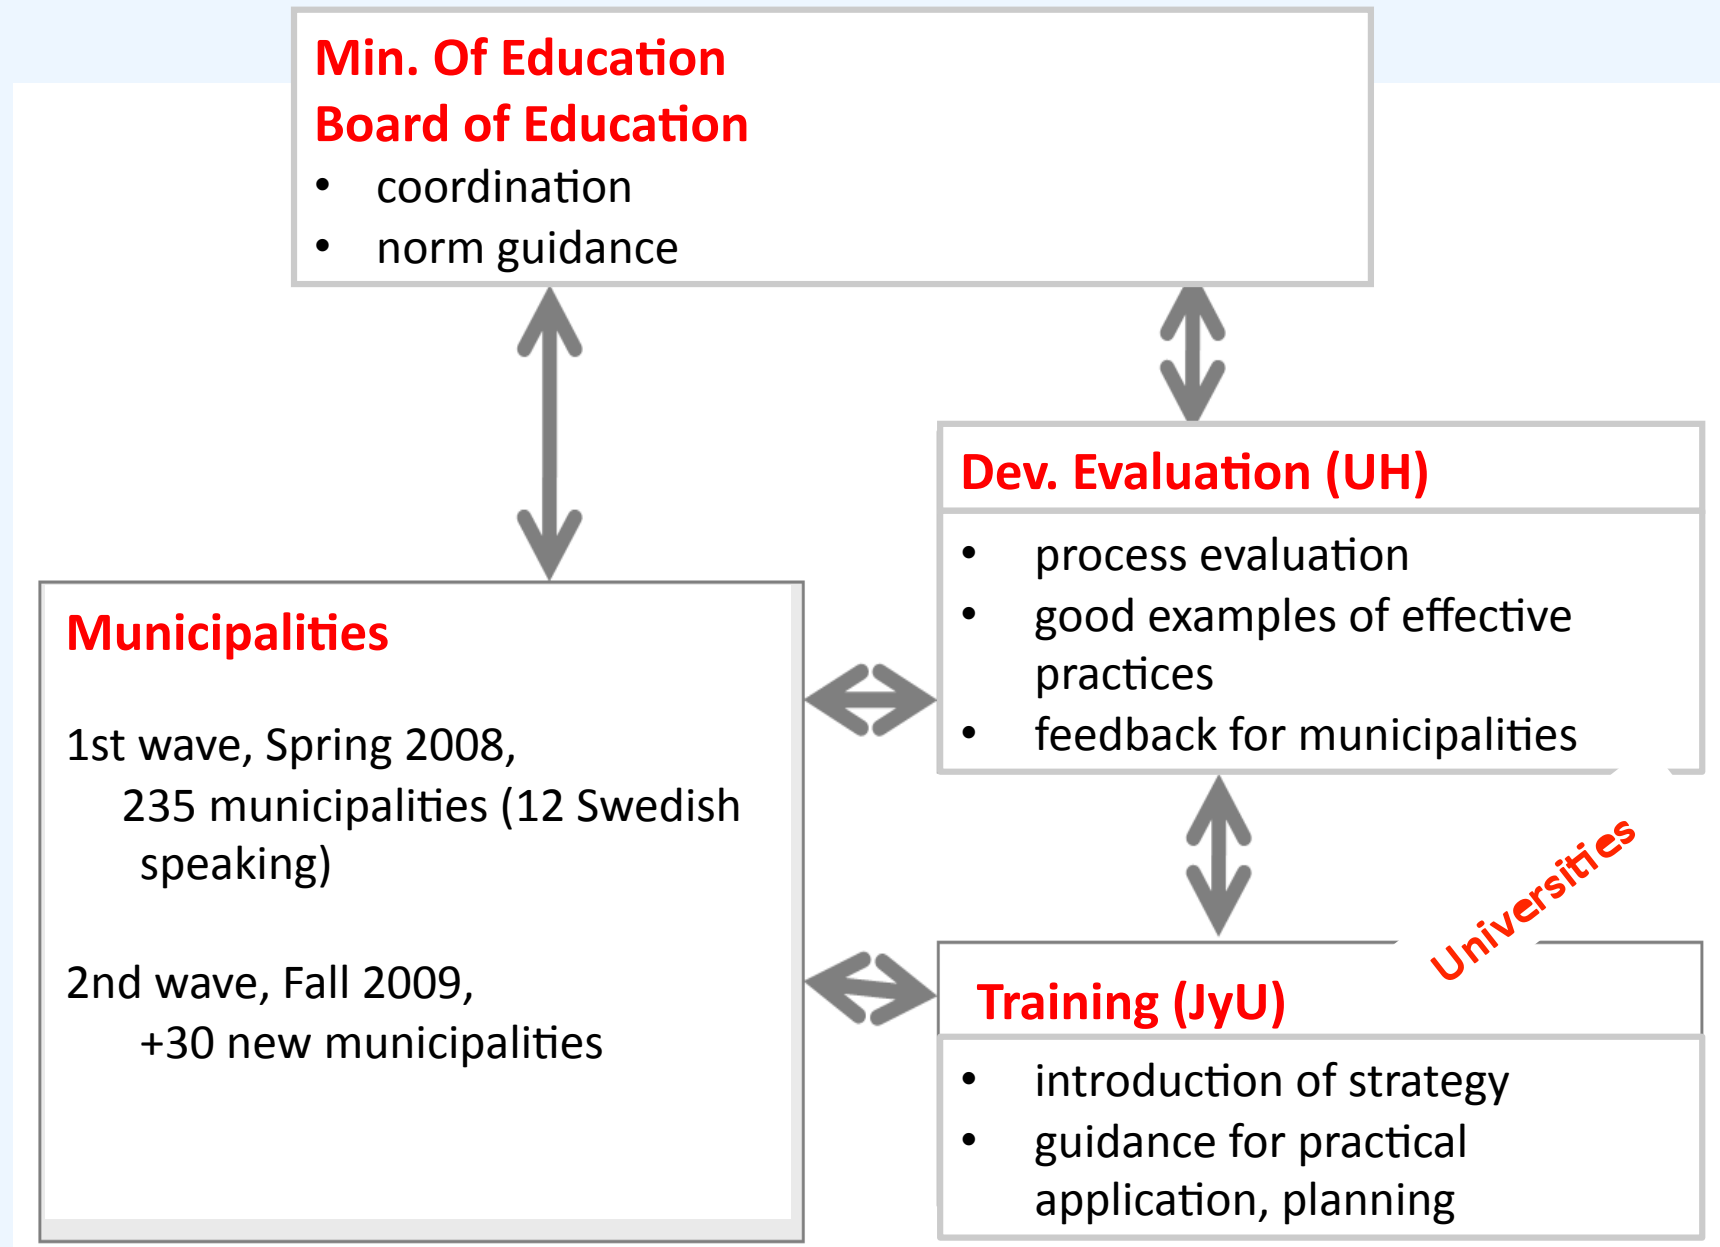 Min. Of Education
Board of Education
• coordination
• norm guidance
Dev. Evaluation (UH)
• process evaluation
• good examples of effective
practices
• feedback for municipalities
Municipalities
1st wave, Spring 2008,
235 municipalities (12 Swedish
speaking)
2nd wave, Fall 2009,
+30 new municipalities
Universities
Training (JyU)
• introduction of strategy
• guidance for practical
application, planning